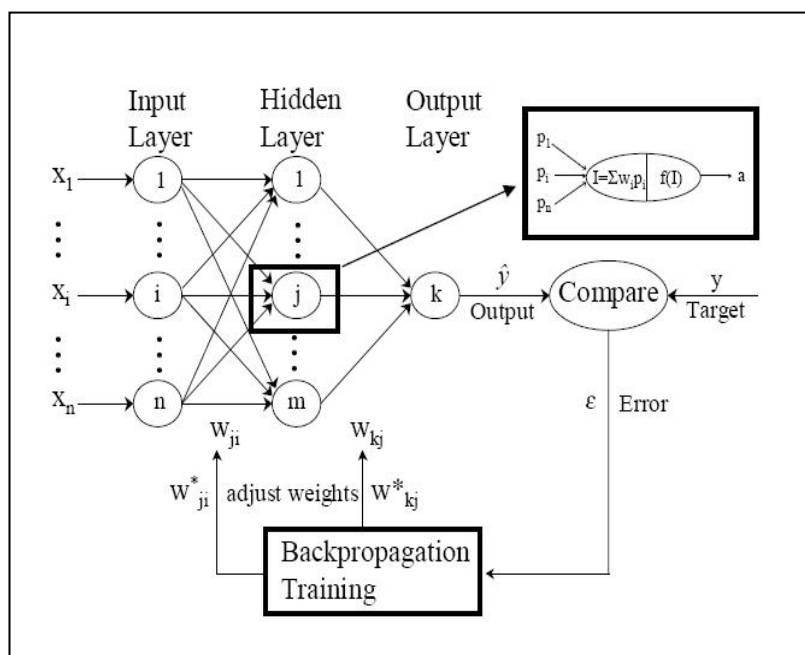 Input Layer
Hidden Layer
Output Layer
x₁
1
1
p₁
pᵢ
pₙ
I=Σwᵢpᵢ
f(I)
a
xᵢ
i
j
k
ŷ
Output
Compare
y
Target
xₙ
n
m
ε
Error
wⱼᵢ
wₖⱼ
w*ⱼᵢ
adjust weights
w*ₖⱼ
Backpropagation
Training